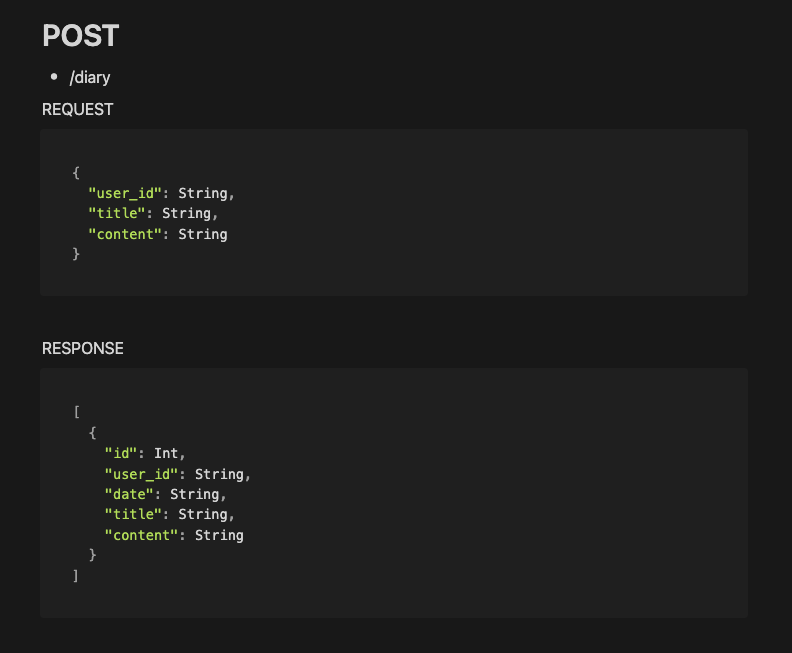 POST
• /diary
REQUEST
{
"user_id": String,
"title": String,
"content": String
}
RESPONSE
[
{
"id": Int,
"user_id": String,
"date": String,
"title": String,
"content": String
}
]